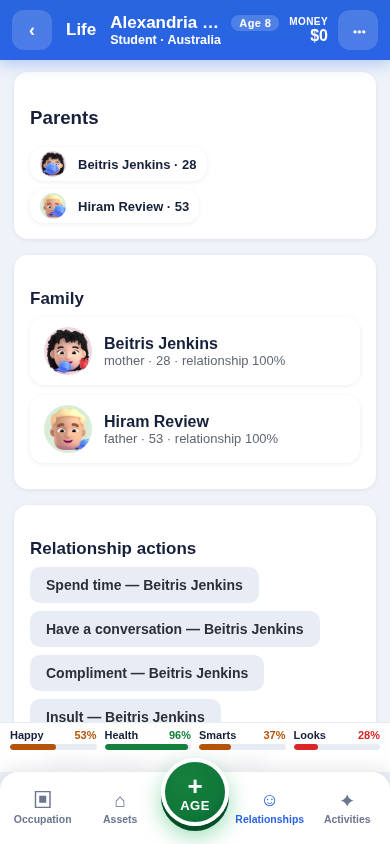 Life
Alexandria ...
Age 8
Student · Australia
MONEY
$0
Parents
Beitris Jenkins · 28
Hiram Review · 53
Family
Beitris Jenkins
mother · 28 · relationship 100%
Hiram Review
father · 53 · relationship 100%
Relationship actions
Spend time — Beitris Jenkins
Have a conversation — Beitris Jenkins
Compliment — Beitris Jenkins
Insult — Beitris Jenkins
Happy 53% Health 96% Smarts 37% Looks 28%
+
AGE
Occupation Assets Relationships Activities